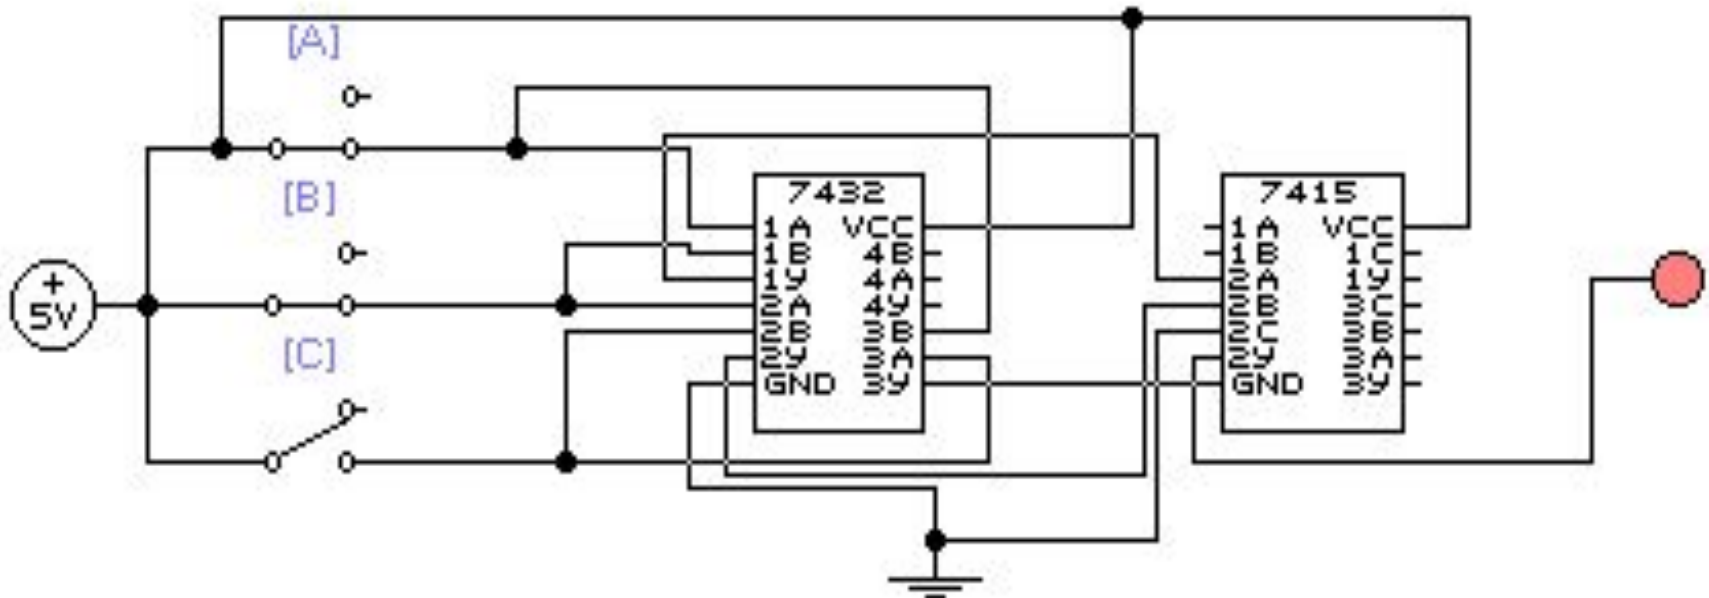 [A]
[B]
[C]
+
5V
7432
1A VCC
1B 4B
1Y 4A
2A 4Y
2B 3B
2Y 3A
GND 3Y
7415
1A VCC
1B 1C
2A 1Y
2B 3C
2C 3B
2Y 3A
GND 3Y